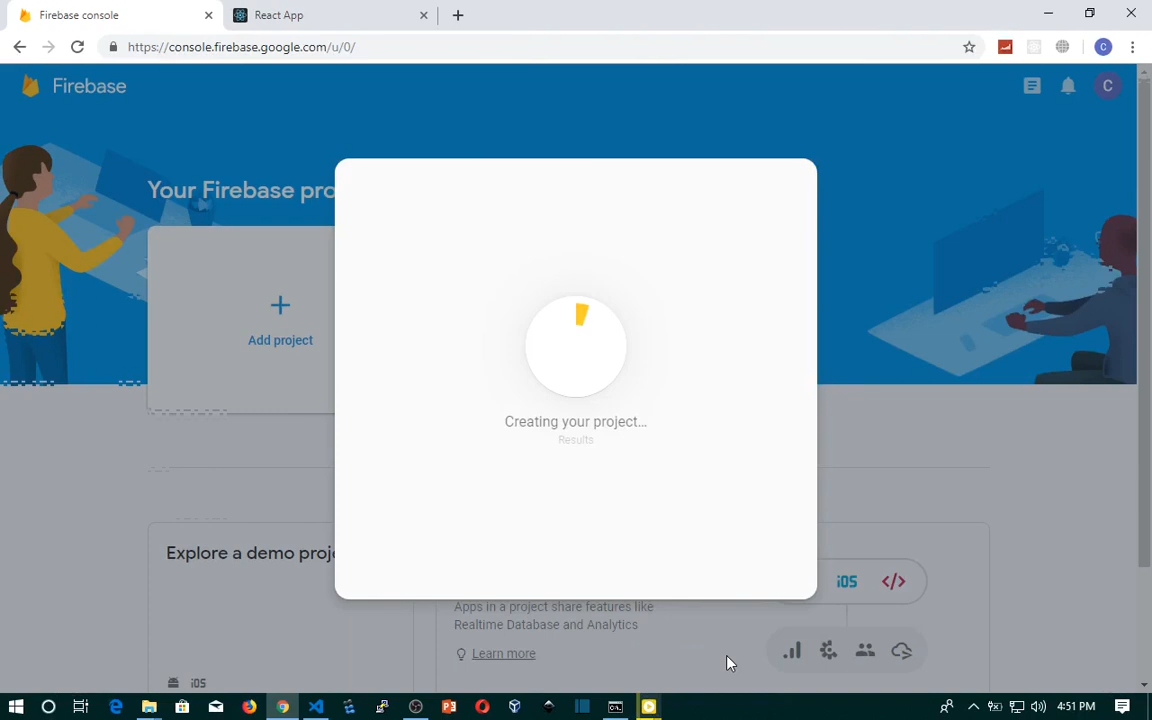 Firebase console
React App
https://console.firebase.google.com/u/0/
C
Firebase
C
Your Firebase pro
Add project
Creating your project...
Results
Explore a demo proje
iOS
</>
Apps in a project share features like
Realtime Database and Analytics
Learn more
iOS
4:51 PM